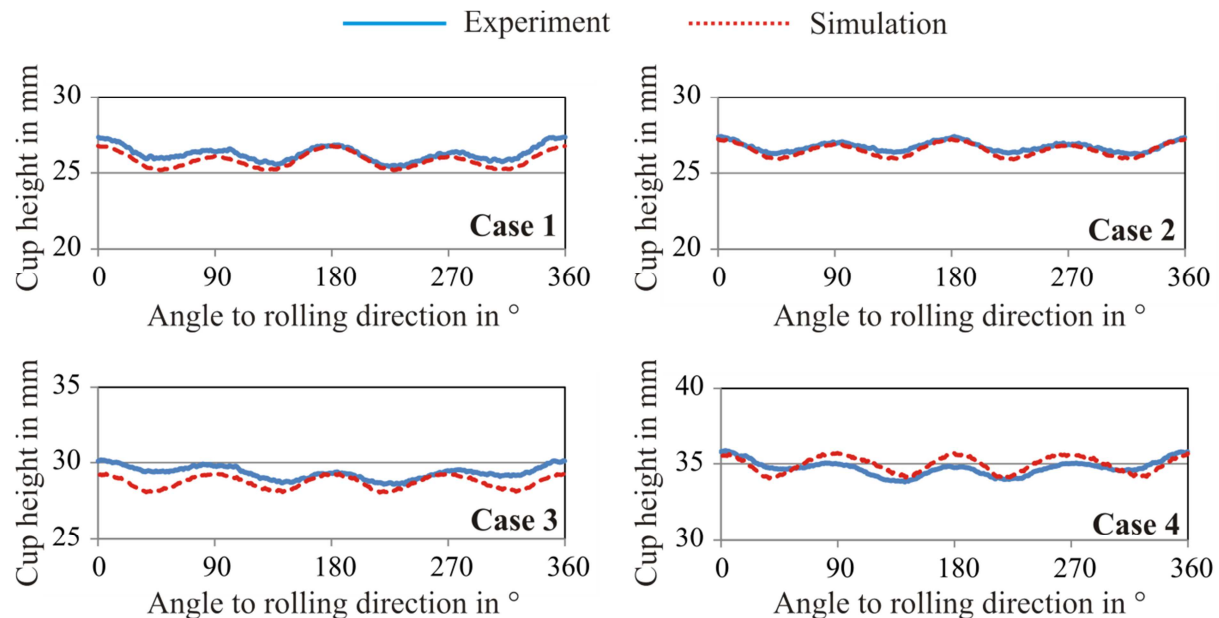 Experiment
Simulation
Cup height in mm
30
25
20
Case 1
0 90 180 270 360
Angle to rolling direction in °
Cup height in mm
30
25
20
Case 2
0 90 180 270 360
Angle to rolling direction in °
Cup height in mm
35
30
25
Case 3
0 90 180 270 360
Angle to rolling direction in °
Cup height in mm
40
35
30
Case 4
0 90 180 270 360
Angle to rolling direction in °